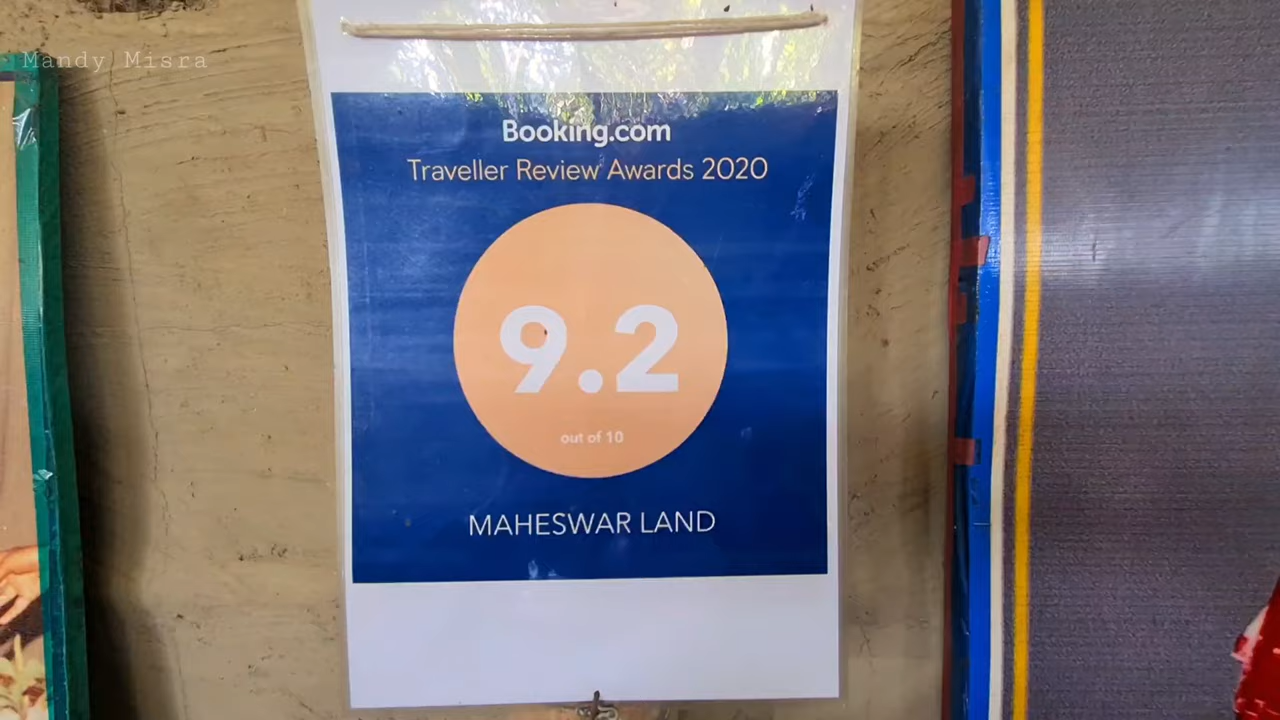 Mandy Misra
Booking.com
Traveller Review Awards 2020
9.2
out of 10
MAHESWAR LAND